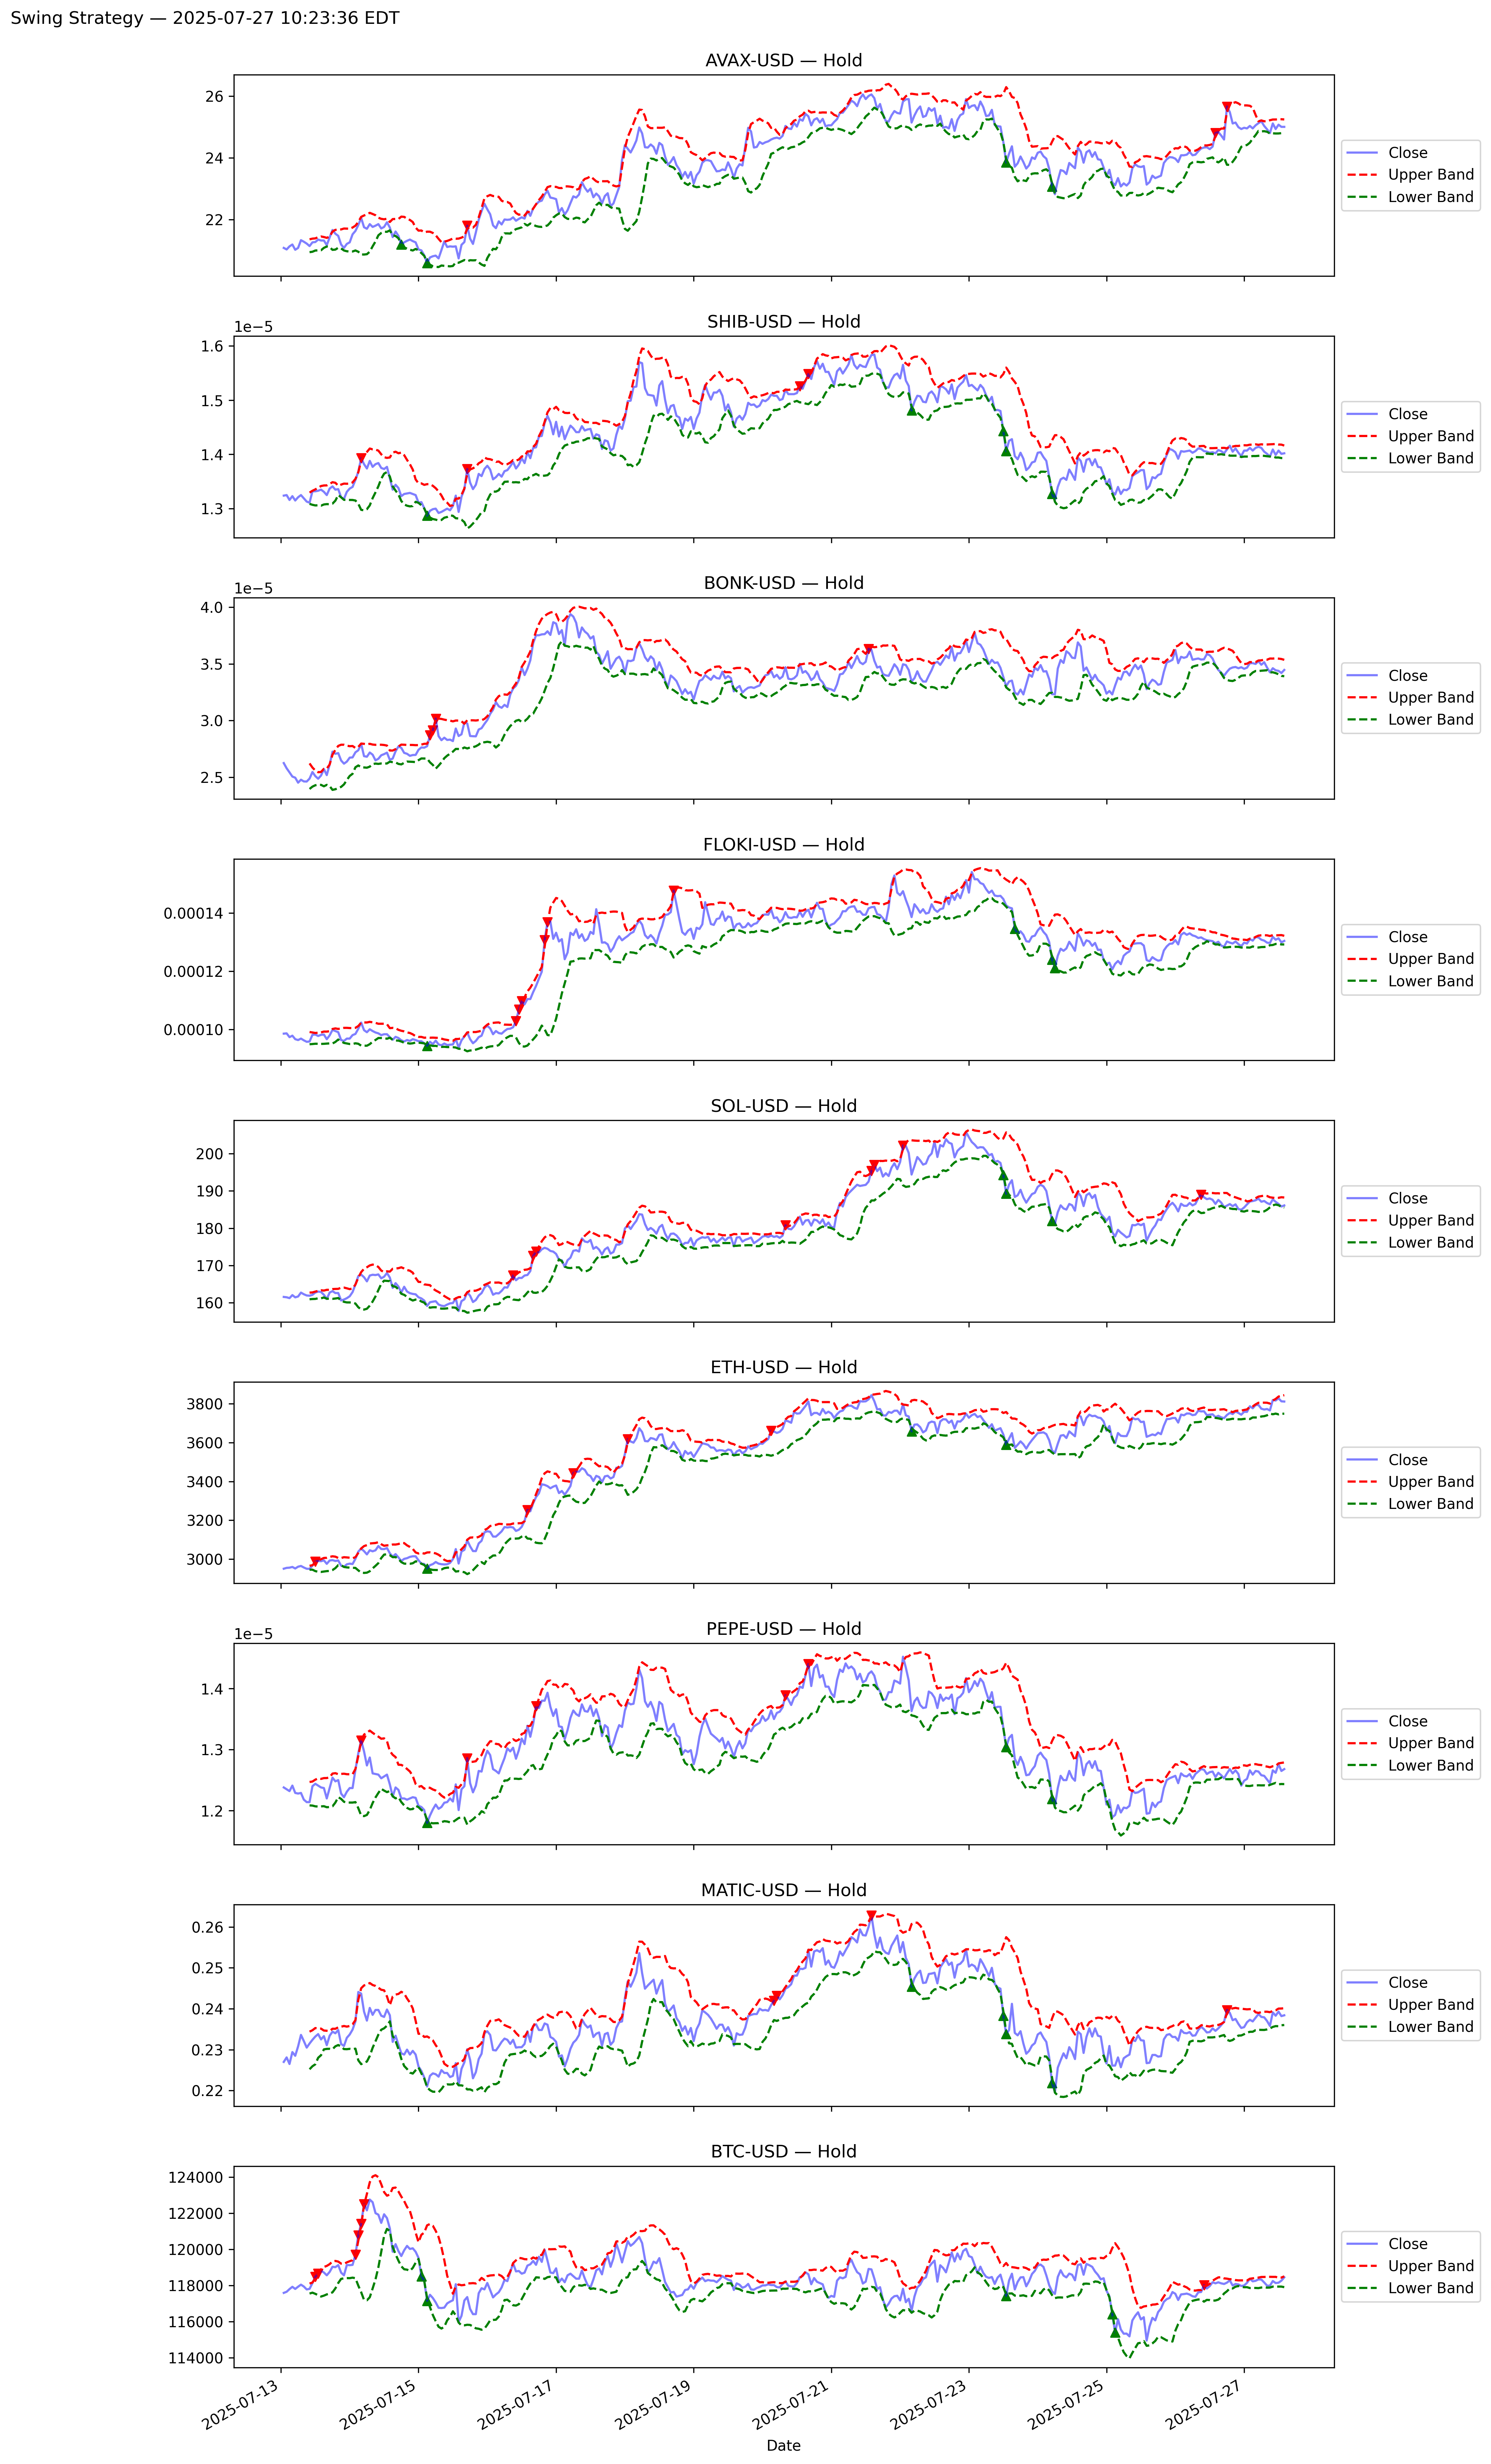 Swing Strategy — 2025-07-27 10:23:36 EDT
AVAX-USD — Hold
26
24
22
Close
Upper Band
Lower Band
SHIB-USD — Hold
1e−5
1.6
1.5
1.4
1.3
Close
Upper Band
Lower Band
BONK-USD — Hold
1e−5
4.0
3.5
3.0
2.5
Close
Upper Band
Lower Band
FLOKI-USD — Hold
0.00014
0.00012
0.00010
Close
Upper Band
Lower Band
SOL-USD — Hold
200
190
180
170
160
Close
Upper Band
Lower Band
ETH-USD — Hold
3800
3600
3400
3200
3000
Close
Upper Band
Lower Band
PEPE-USD — Hold
1e−5
1.4
1.3
1.2
Close
Upper Band
Lower Band
MATIC-USD — Hold
0.26
0.25
0.24
0.23
0.22
Close
Upper Band
Lower Band
BTC-USD — Hold
124000
122000
120000
118000
116000
114000
Close
Upper Band
Lower Band
2025-07-13
2025-07-15
2025-07-17
2025-07-19
2025-07-21
2025-07-23
2025-07-25
2025-07-27
Date